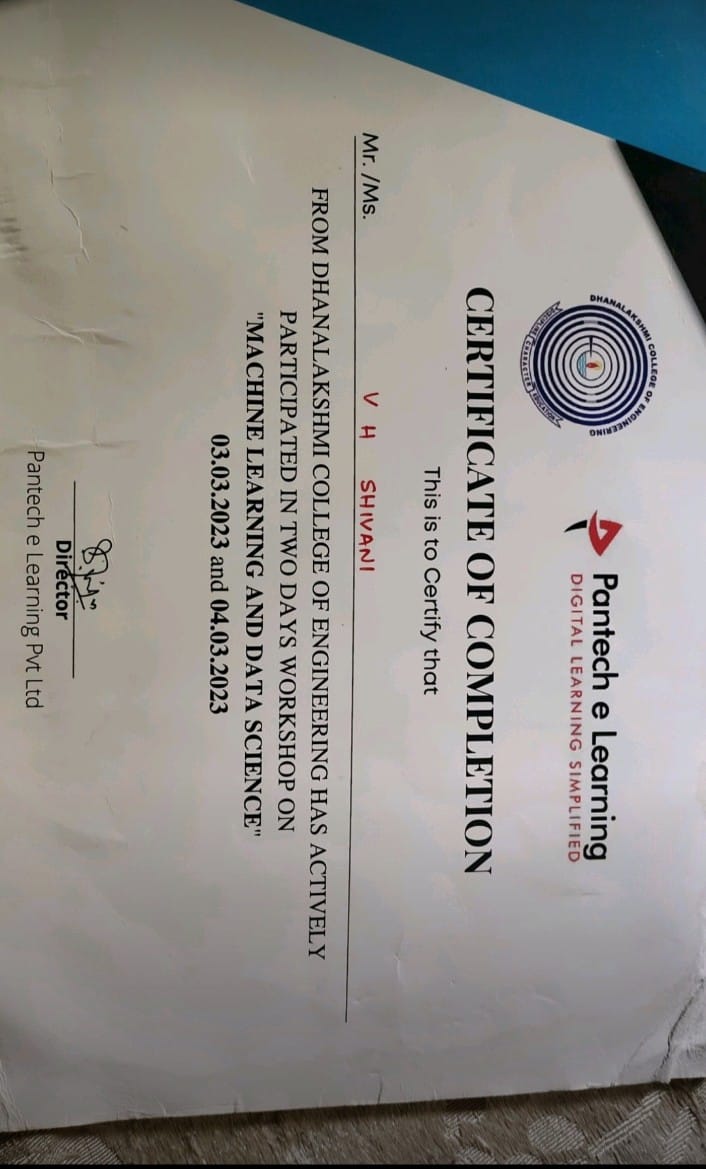 DHANALAKSHMI COLLEGE OF ENGINEERING
DISCIPLINE CHARACTER EDUCATION
Pantech e Learning
DIGITAL LEARNING SIMPLIFIED
CERTIFICATE OF COMPLETION
This is to Certify that
Mr. /Ms. V H SHIVANI
FROM DHANALAKSHMI COLLEGE OF ENGINEERING HAS ACTIVELY
PARTICIPATED IN TWO DAYS WORKSHOP ON
"MACHINE LEARNING AND DATA SCIENCE"
03.03.2023 and 04.03.2023
Director
Pantech e Learning Pvt Ltd